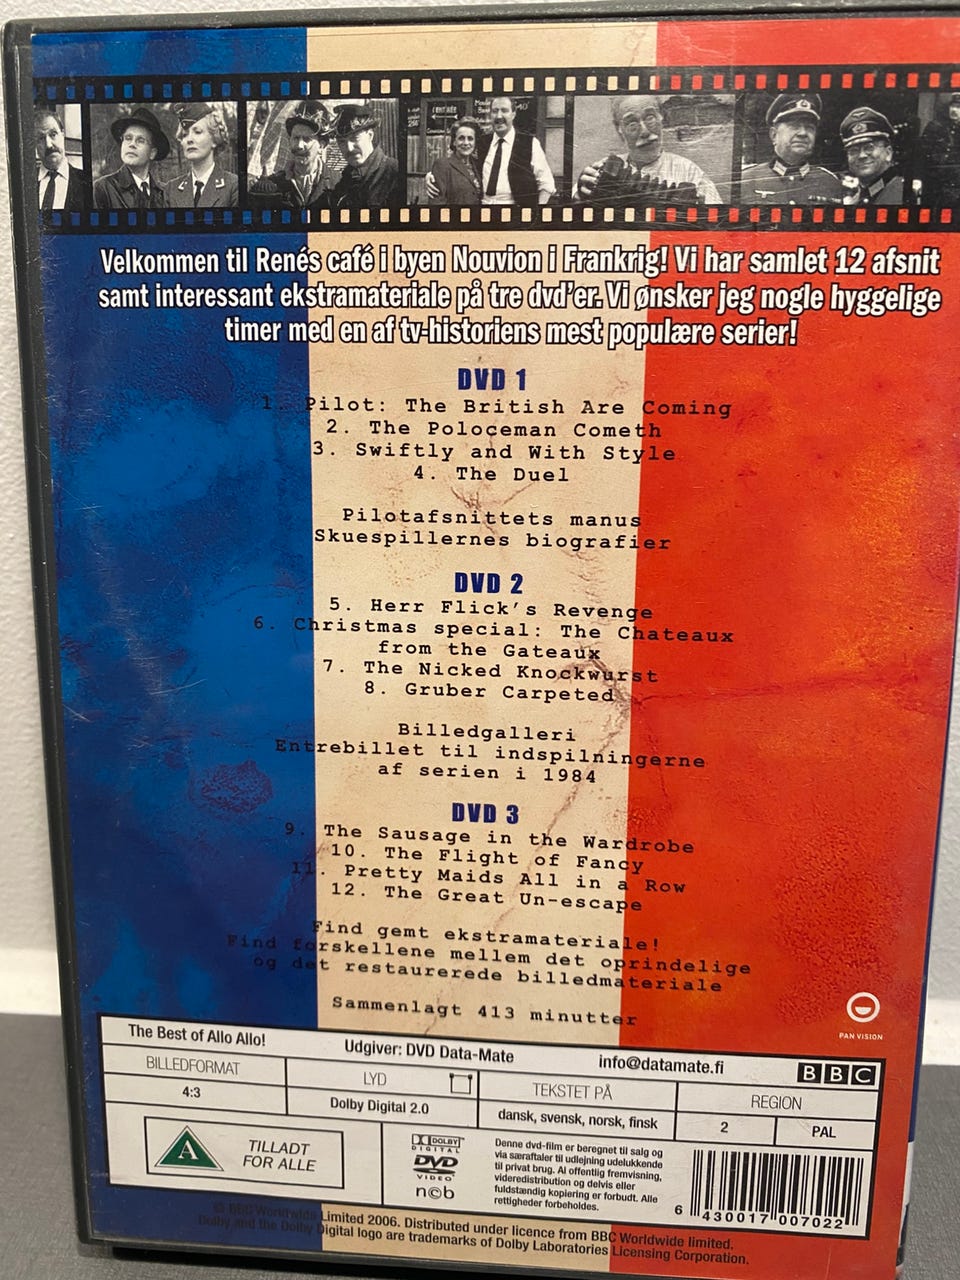 Velkommen til Renés café i byen Nouvion i Frankrig! Vi har samlet 12 afsnit
samt interessant ekstramateriale på tre dvd'er. Vi ønsker jeg nogle hyggelige
timer med en af tv-historiens mest populære serier!
DVD 1
1. Pilot: The British Are Coming
2. The Poloceman Cometh
3. Swiftly and With Style
4. The Duel
Pilotafsnittets manus
Skuespillernes biografier
DVD 2
5. Herr Flick's Revenge
6. Christmas special: The Chateaux
from the Gateaux
7. The Nicked Knockwurst
8. Gruber Carpeted
Billedgalleri
Entrebillet til indspilningerne
af serien i 1984
DVD 3
9. The Sausage in the Wardrobe
10. The Flight of Fancy
11. Pretty Maids All in a Row
12. The Great Un-escape
Find gemt ekstramateriale!
Find forskellene mellem det oprindelige
og det restaurerede billedmateriale
Sammenlagt 413 minutter
PAN VISION
The Best of Allo Allo!
Udgiver: DVD Data-Mate
info@datamate.fi
BBC
BILLEDFORMAT
4:3
LYD
Dolby Digital 2.0
TEKSTET PÅ
dansk, svensk, norsk, finsk
REGION
2
PAL
A
TILLADT
FOR ALLE
DOLBY
DIGITAL
DVD
VIDEO
ncb
Denne dvd-film er beregnet til salg og
via særaftaler til udlejning udelukkende
til privat brug. Al offentlig fremvisning,
videredistribution og delvis eller
fuldstændig kopiering er forbudt. Alle
rettigheder forbeholdes.
6 430017 007022
© BBC Worldwide Limited 2006. Distributed under licence from BBC Worldwide limited.
Dolby and the Dolby Digital logo are trademarks of Dolby Laboratories Licensing Corporation.